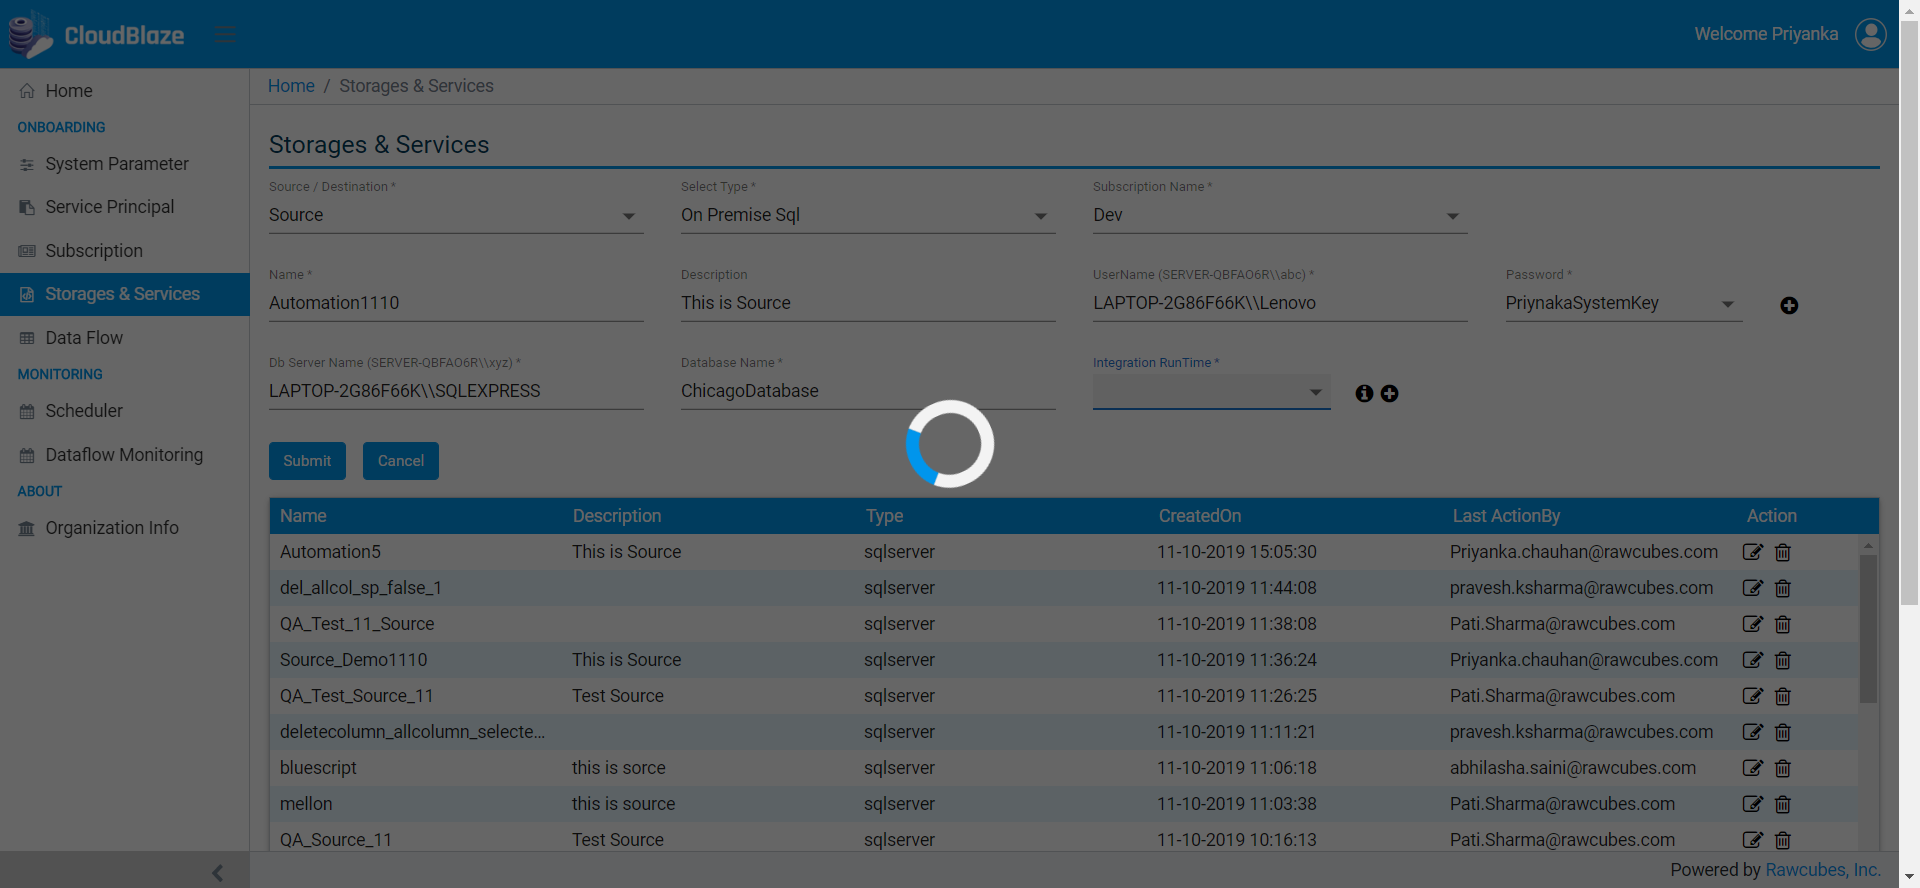 CloudBlaze
Welcome Priyanka
Home
ONBOARDING
System Parameter
Service Principal
Subscription
Storages & Services
Data Flow
MONITORING
Scheduler
Dataflow Monitoring
ABOUT
Organization Info
Home / Storages & Services
Storages & Services
Source / Destination * Select Type * Subscription Name *
Source On Premise Sql Dev
Name * Description UserName (SERVER-QBFAO6R\\abc) * Password *
Automation1110 This is Source LAPTOP-2G86F66K\\Lenovo PriynakaSystemKey
Db Server Name (SERVER-QBFAO6R\\xyz) * Database Name * Integration RunTime *
LAPTOP-2G86F66K\\SQLEXPRESS ChicagoDatabase
Submit Cancel
Name Description Type CreatedOn Last ActionBy Action
Automation5 This is Source sqlserver 11-10-2019 15:05:30 Priyanka.chauhan@rawcubes.com
del_allcol_sp_false_1 sqlserver 11-10-2019 11:44:08 pravesh.ksharma@rawcubes.com
QA_Test_11_Source sqlserver 11-10-2019 11:38:08 Pati.Sharma@rawcubes.com
Source_Demo1110 This is Source sqlserver 11-10-2019 11:36:24 Priyanka.chauhan@rawcubes.com
QA_Test_Source_11 Test Source sqlserver 11-10-2019 11:26:25 Pati.Sharma@rawcubes.com
deletecolumn_allcolumn_selecte... sqlserver 11-10-2019 11:11:21 pravesh.ksharma@rawcubes.com
bluescript this is sorce sqlserver 11-10-2019 11:06:18 abhilasha.saini@rawcubes.com
mellon this is source sqlserver 11-10-2019 11:03:38 Pati.Sharma@rawcubes.com
QA_Source_11 Test Source sqlserver 11-10-2019 10:16:13 Pati.Sharma@rawcubes.com
Powered by Rawcubes, Inc.